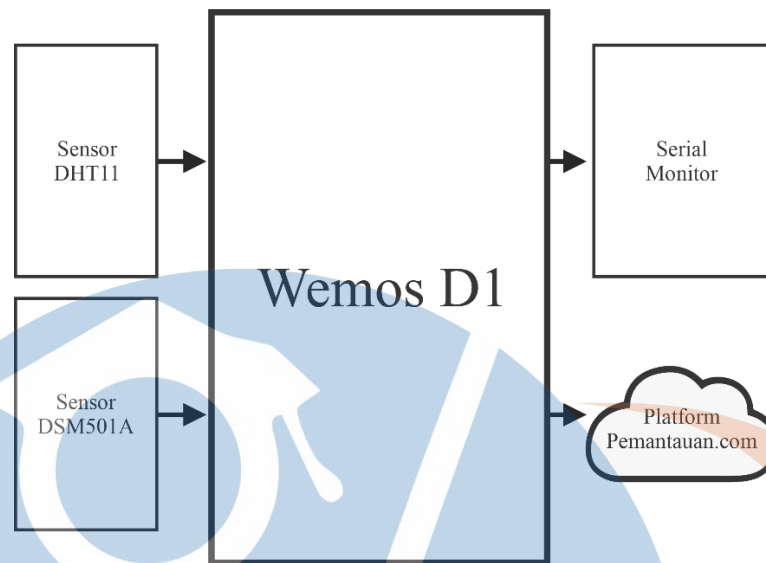 Sensor
DHT11
Serial
Monitor
Wemos D1
Sensor
DSM501A
Platform
Pemantauan.com